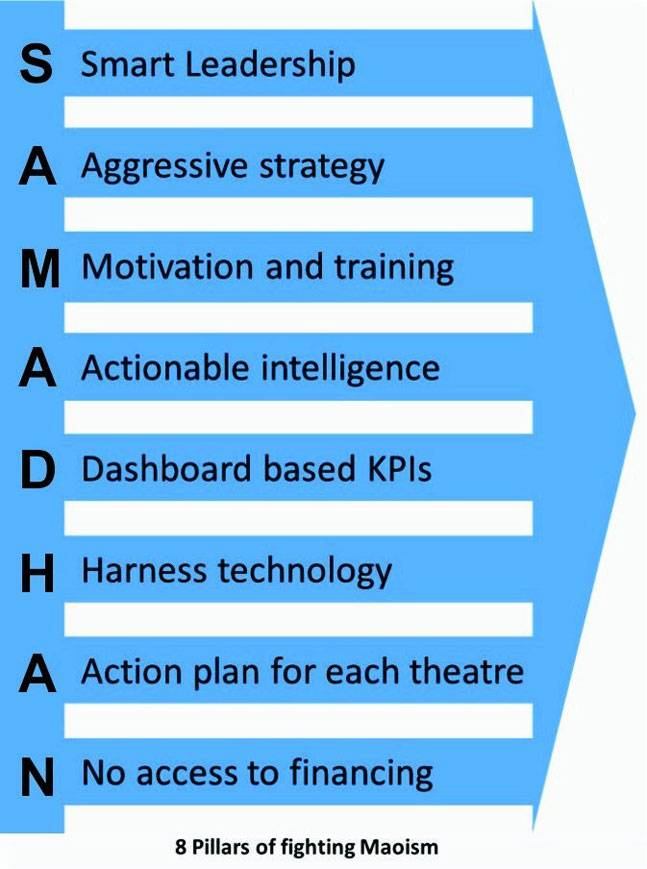 S Smart Leadership
A Aggressive strategy
M Motivation and training
A Actionable intelligence
D Dashboard based KPIs
H Harness technology
A Action plan for each theatre
N No access to financing
8 Pillars of fighting Maoism